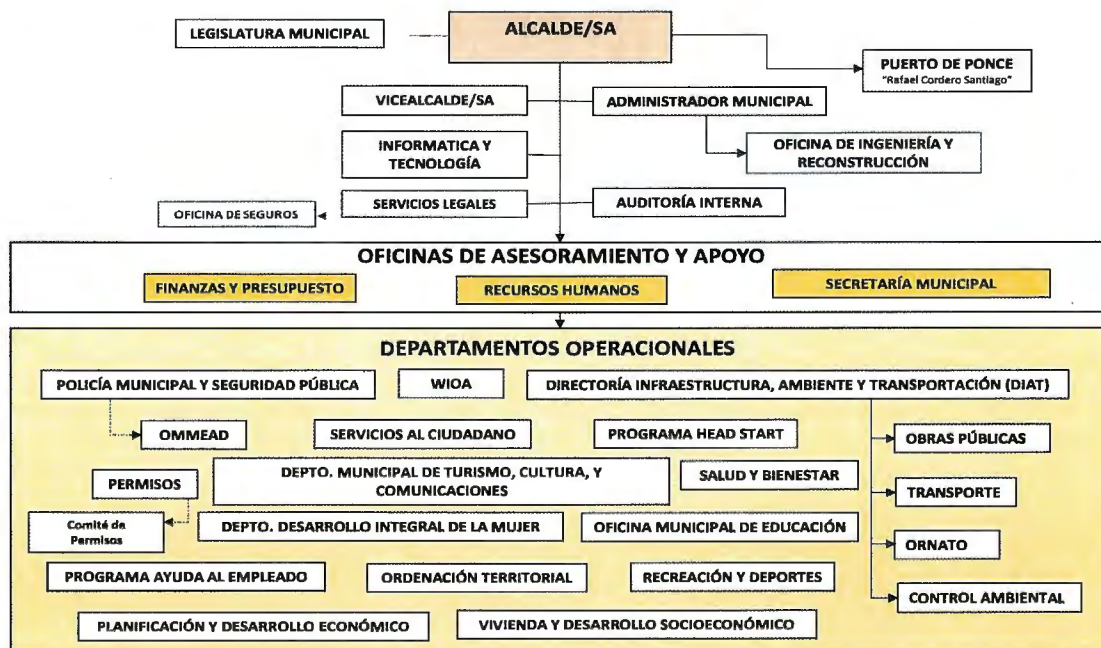 LEGISLATURA MUNICIPAL
ALCALDE/SA
PUERTO DE PONCE
"Rafael Cordero Santiago"
VICEALCALDE/SA
ADMINISTRADOR MUNICIPAL
INFORMATICA Y
TECNOLOGÍA
OFICINA DE INGENIERÍA Y
RECONSTRUCCIÓN
OFICINA DE SEGUROS
SERVICIOS LEGALES
AUDITORÍA INTERNA
OFICINAS DE ASESORAMIENTO Y APOYO
FINANZAS Y PRESUPUESTO
RECURSOS HUMANOS
SECRETARÍA MUNICIPAL
DEPARTAMENTOS OPERACIONALES
POLICÍA MUNICIPAL Y SEGURIDAD PÚBLICA
WIOA
DIRECTORÍA INFRAESTRUCTURA, AMBIENTE Y TRANSPORTACIÓN (DIAT)
OMMEAD
SERVICIOS AL CIUDADANO
PROGRAMA HEAD START
OBRAS PÚBLICAS
PERMISOS
DEPTO. MUNICIPAL DE TURISMO, CULTURA, Y
COMUNICACIONES
SALUD Y BIENESTAR
TRANSPORTE
Comité de
Permisos
DEPTO. DESARROLLO INTEGRAL DE LA MUJER
OFICINA MUNICIPAL DE EDUCACIÓN
ORNATO
PROGRAMA AYUDA AL EMPLEADO
ORDENACIÓN TERRITORIAL
RECREACIÓN Y DEPORTES
CONTROL AMBIENTAL
PLANIFICACIÓN Y DESARROLLO ECONÓMICO
VIVIENDA Y DESARROLLO SOCIOECONÓMICO